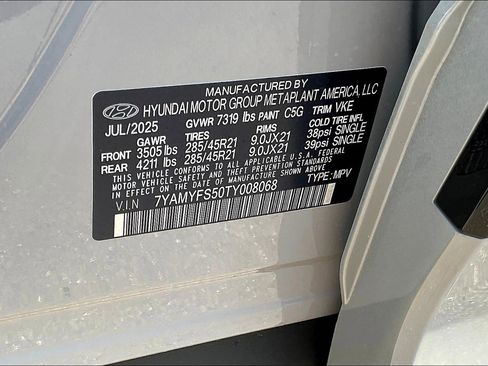 MANUFACTURED BY
HYUNDAI MOTOR GROUP METAPLANT AMERICA, LLC
JUL/2025 GVWR 7319 lbs PANT C5G TRIM VKE
GAWR TIRES RIMS COLD TIRE INFL
FRONT 3505 lbs 285/45R21 9.0JX21 38psi SINGLE
REAR 4211 lbs 285/45R21 9.0JX21 39psi SINGLE
THIS VEHICLE CONFORMS TO ALL APPLICABLE U.S.A. FEDERAL
MOTOR VEHICLE SAFETY AND THEFT PREVENTION STANDARDS
IN EFFECT ON THE DATE OF MANUFACTURE SHOWN ABOVE.
V.I.N 7YAMYFS50TY008068 TYPE: MPV